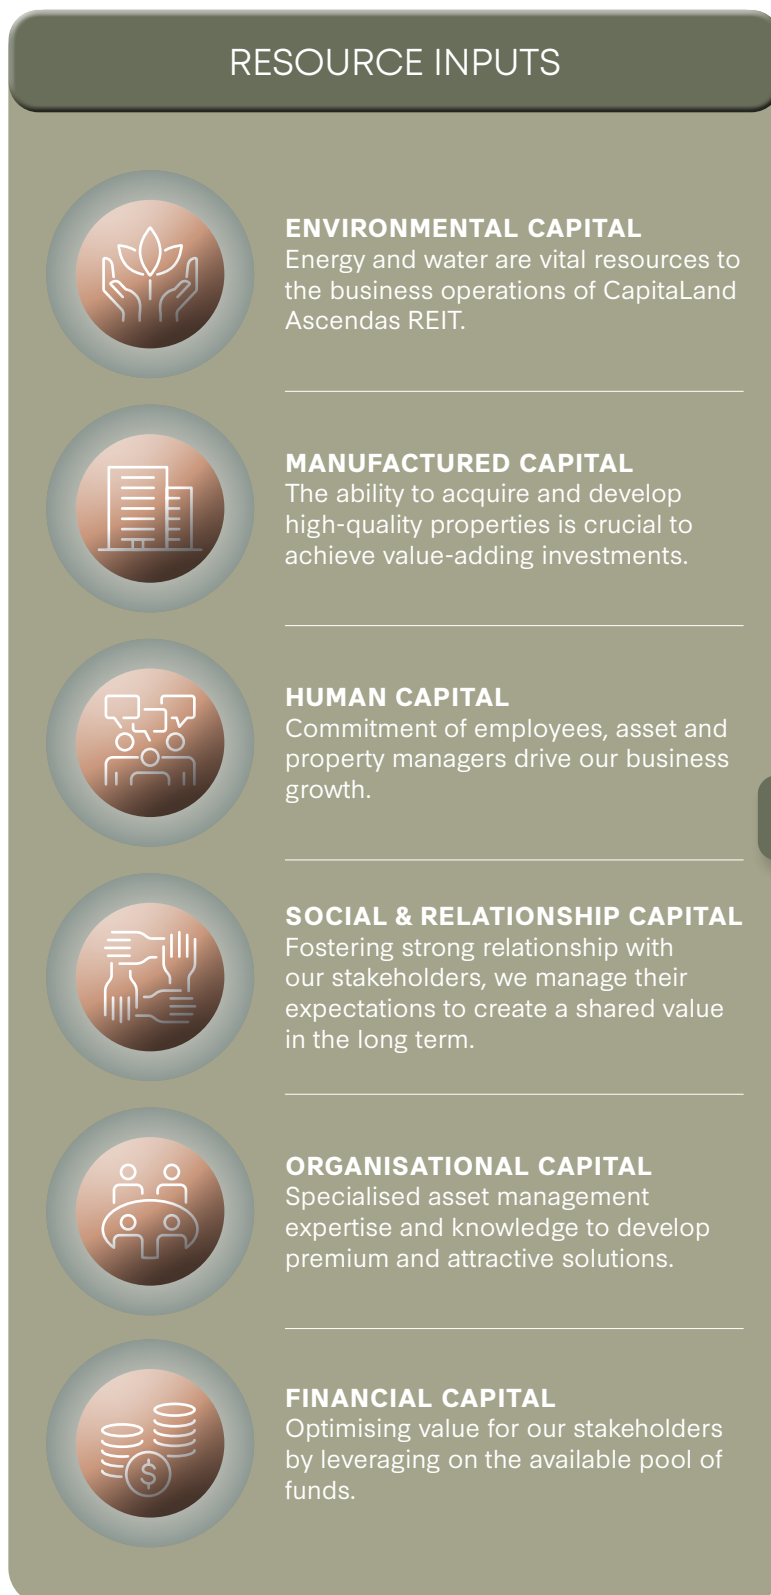 RESOURCE INPUTS
ENVIRONMENTAL CAPITAL
Energy and water are vital resources to
the business operations of CapitaLand
Ascendas REIT.
MANUFACTURED CAPITAL
The ability to acquire and develop
high-quality properties is crucial to
achieve value-adding investments.
HUMAN CAPITAL
Commitment of employees, asset and
property managers drive our business
growth.
SOCIAL & RELATIONSHIP CAPITAL
Fostering strong relationship with
our stakeholders, we manage their
expectations to create a shared value
in the long term.
ORGANISATIONAL CAPITAL
Specialised asset management
expertise and knowledge to develop
premium and attractive solutions.
FINANCIAL CAPITAL
Optimising value for our stakeholders
by leveraging on the available pool of
funds.
$